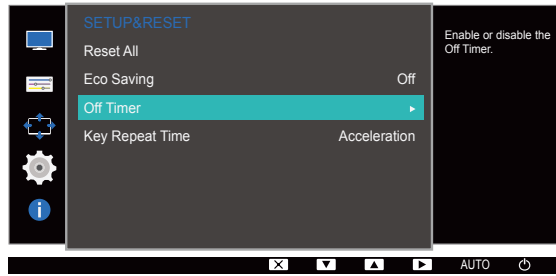 SETUP&RESET
Reset All
Eco Saving Off
Off Timer
Key Repeat Time Acceleration
Enable or disable the
Off Timer.
AUTO